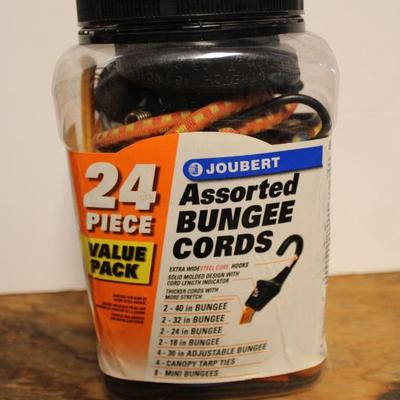 24
PIECE
VALUE
PACK
JOUBERT
Assorted
BUNGEE
CORDS
EXTRA WIDE STEEL CORE HOOKS
SOLID MOLDED DESIGN WITH
CORD LENGTH INDICATOR
THICKER CORDS WITH
MORE STRETCH
2 - 40 in BUNGEE
2 - 32 in BUNGEE
2 - 24 in BUNGEE
2 - 18 in BUNGEE
4 - 30 in ADJUSTABLE BUNGEE
4 - CANOPY TARP TIES
8 - MINI BUNGEES